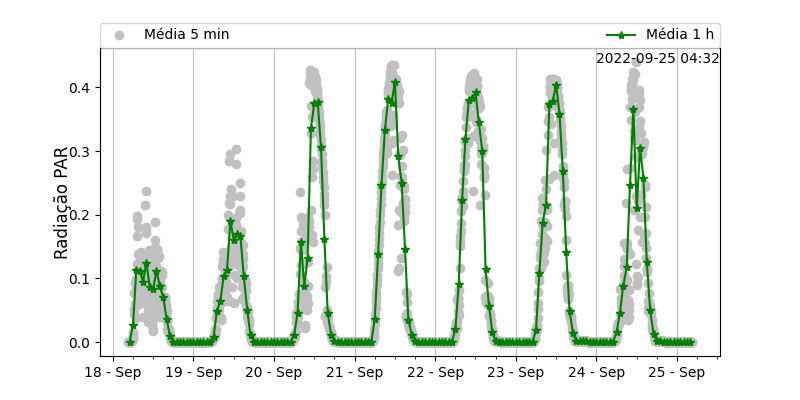 Média 5 min
Média 1 h
2022-09-25 04:32
Radiação PAR
0.4
0.3
0.2
0.1
0.0
18 - Sep
19 - Sep
20 - Sep
21 - Sep
22 - Sep
23 - Sep
24 - Sep
25 - Sep